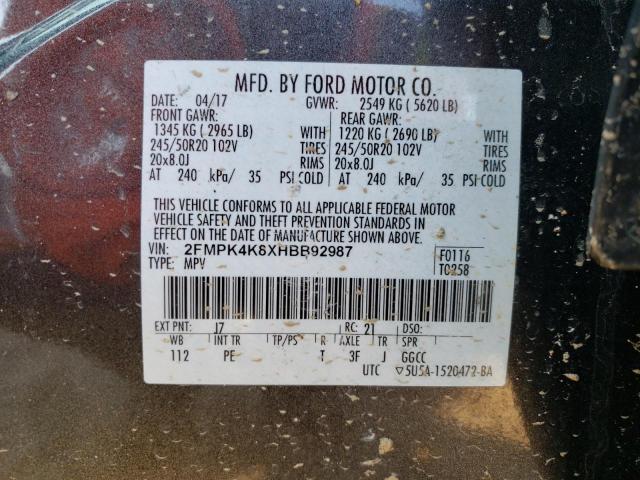 MFD. BY FORD MOTOR CO.
DATE: 04/17 GVWR: 2549 KG ( 5620 LB)
FRONT GAWR: REAR GAWR:
1345 KG ( 2965 LB) WITH 1220 KG ( 2690 LB) WITH
245/50R20 102V TIRES 245/50R20 102V TIRES
20x8.0J RIMS 20x8.0J RIMS
AT 240 kPa/ 35 PSI COLD AT 240 kPa/ 35 PSI COLD
THIS VEHICLE CONFORMS TO ALL APPLICABLE FEDERAL MOTOR
VEHICLE SAFETY AND THEFT PREVENTION STANDARDS IN
EFFECT ON THE DATE OF MANUFACTURE SHOWN ABOVE.
VIN: 2FMPK4K8XHBB92987 F0116
TYPE: MPV T0258
EXT PNT: J7 RC: 21 DSO:
WB INT TR TP/PS R AXLE TR SPR
112 PE T 3F J GGCC
UTC ▽5U5A-1520472-BA